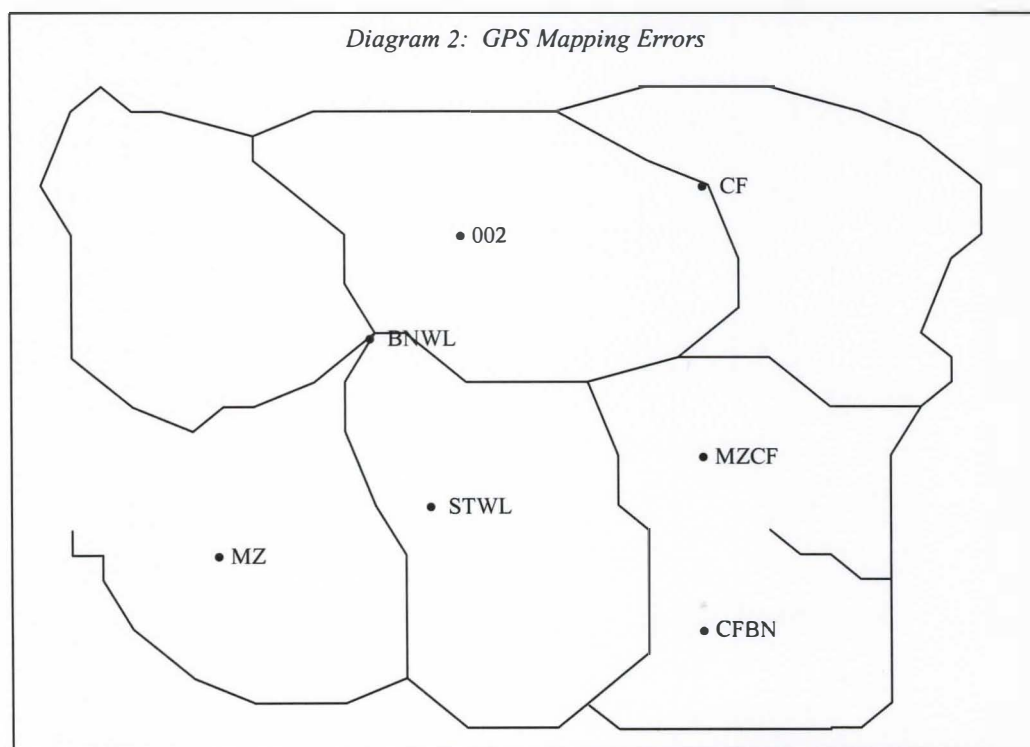 Diagram 2: GPS Mapping Errors
CF
002
BNWL
MZCF
STWL
MZ
CFBN